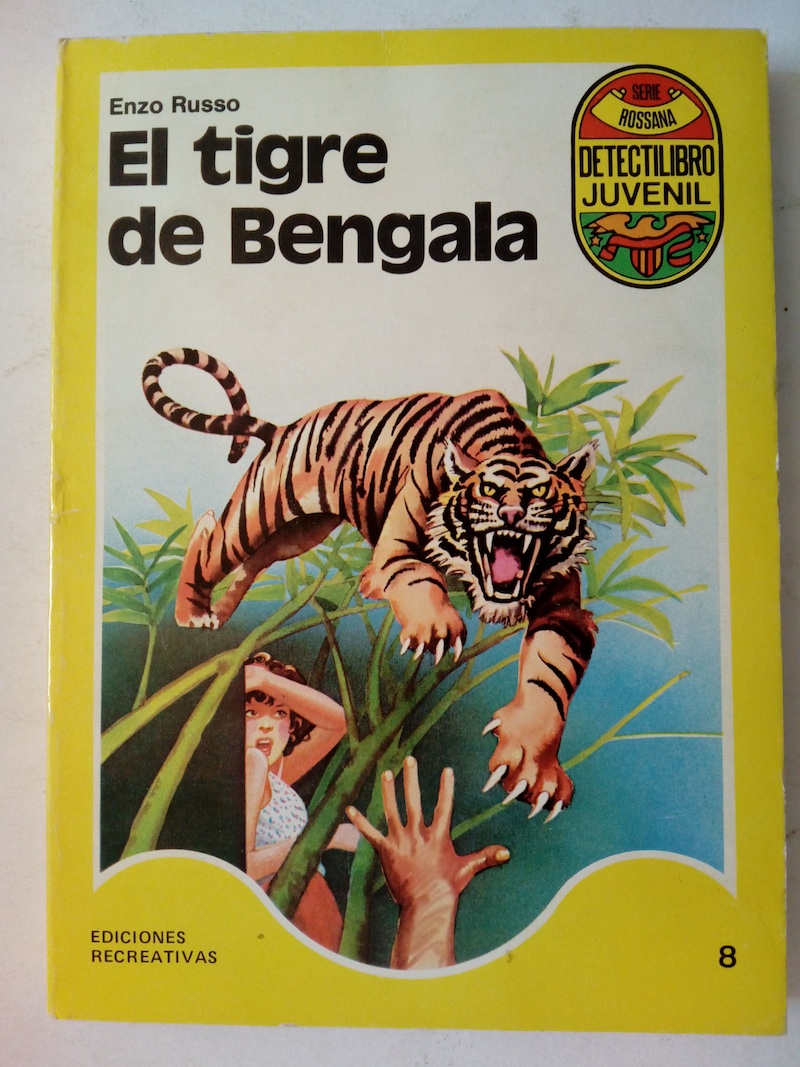 Enzo Russo
El tigre
de Bengala
SERIE
ROSSANA
DETECTILIBRO
JUVENIL
EDICIONES
RECREATIVAS
8